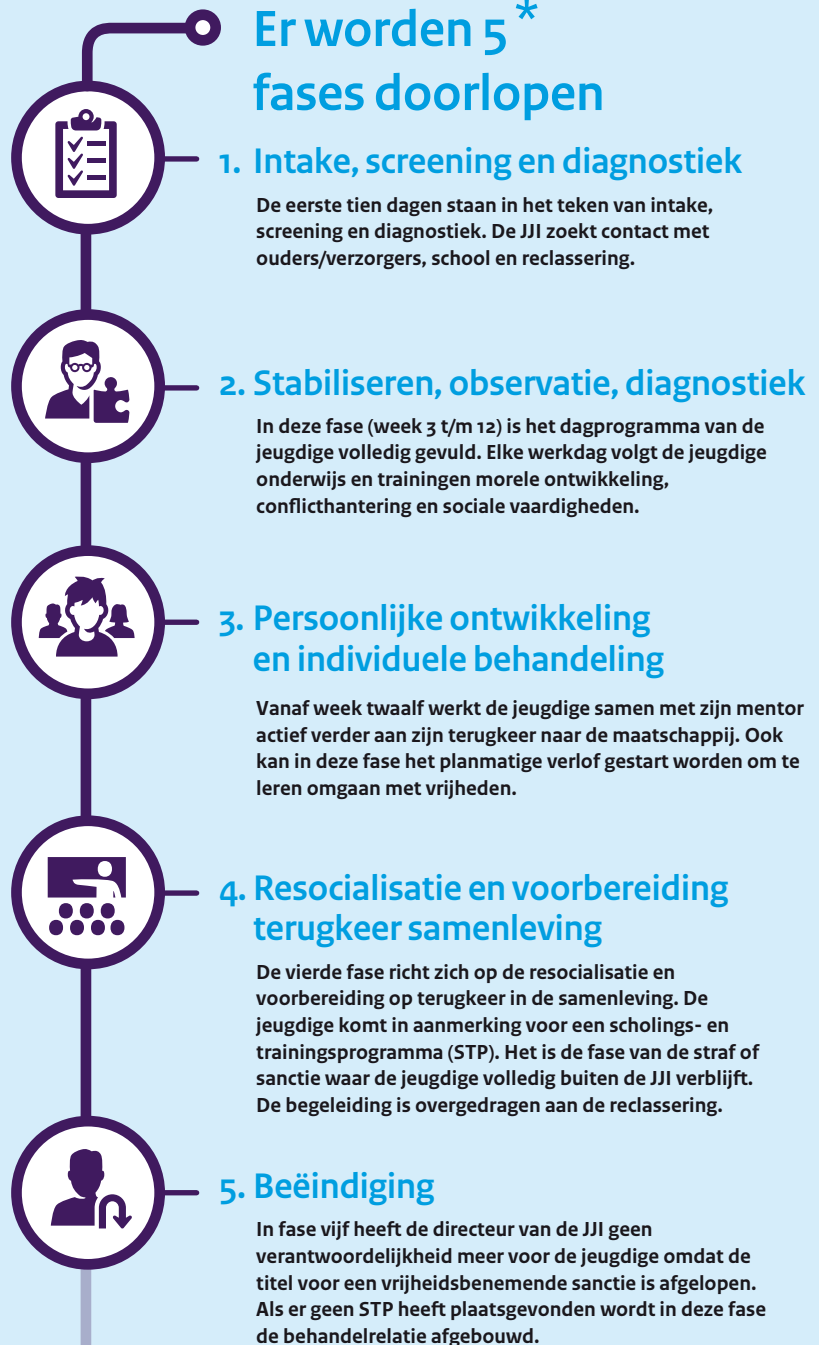 Er worden 5*
fases doorlopen
1. Intake, screening en diagnostiek
De eerste tien dagen staan in het teken van intake,
screening en diagnostiek. De JJI zoekt contact met
ouders/verzorgers, school en reclassering.
2. Stabiliseren, observatie, diagnostiek
In deze fase (week 3 t/m 12) is het dagprogramma van de
jeugdige volledig gevuld. Elke werkdag volgt de jeugdige
onderwijs en trainingen morele ontwikkeling,
conflicthantering en sociale vaardigheden.
3. Persoonlijke ontwikkeling
en individuele behandeling
Vanaf week twaalf werkt de jeugdige samen met zijn mentor
actief verder aan zijn terugkeer naar de maatschappij. Ook
kan in deze fase het planmatige verlof gestart worden om te
leren omgaan met vrijheden.
4. Resocialisatie en voorbereiding
terugkeer samenleving
De vierde fase richt zich op de resocialisatie en
voorbereiding op terugkeer in de samenleving. De
jeugdige komt in aanmerking voor een scholings- en
trainingsprogramma (STP). Het is de fase van de straf of
sanctie waar de jeugdige volledig buiten de JJI verblijft.
De begeleiding is overgedragen aan de reclassering.
5. Beëindiging
In fase vijf heeft de directeur van de JJI geen
verantwoordelijkheid meer voor de jeugdige omdat de
titel voor een vrijheidsbenemende sanctie is afgelopen.
Als er geen STP heeft plaatsgevonden wordt in deze fase
de behandelrelatie afgebouwd.